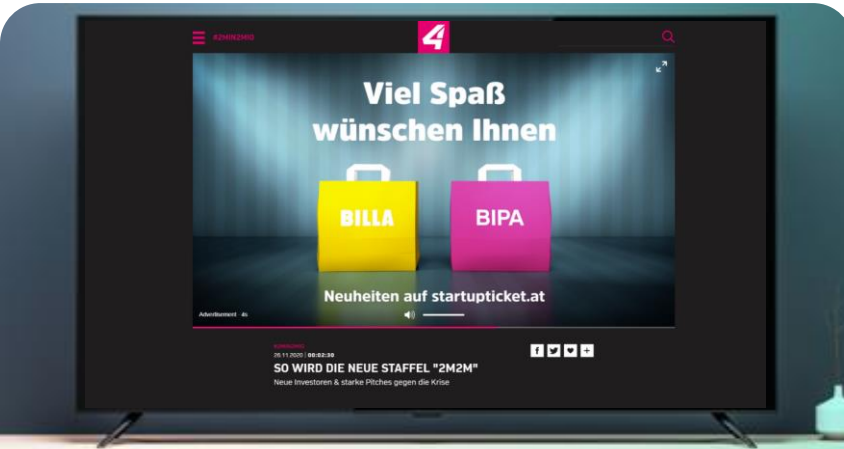 #2MIN2MIO
4
Viel Spaß
wünschen Ihnen
BILLA
BIPA
Neuheiten auf startupticket.at
Advertisement · 4s
#2MIN2MIO
26.11.2020 | 00:02:39
SO WIRD DIE NEUE STAFFEL "2M2M"
Neue Investoren & starke Pitches gegen die Krise